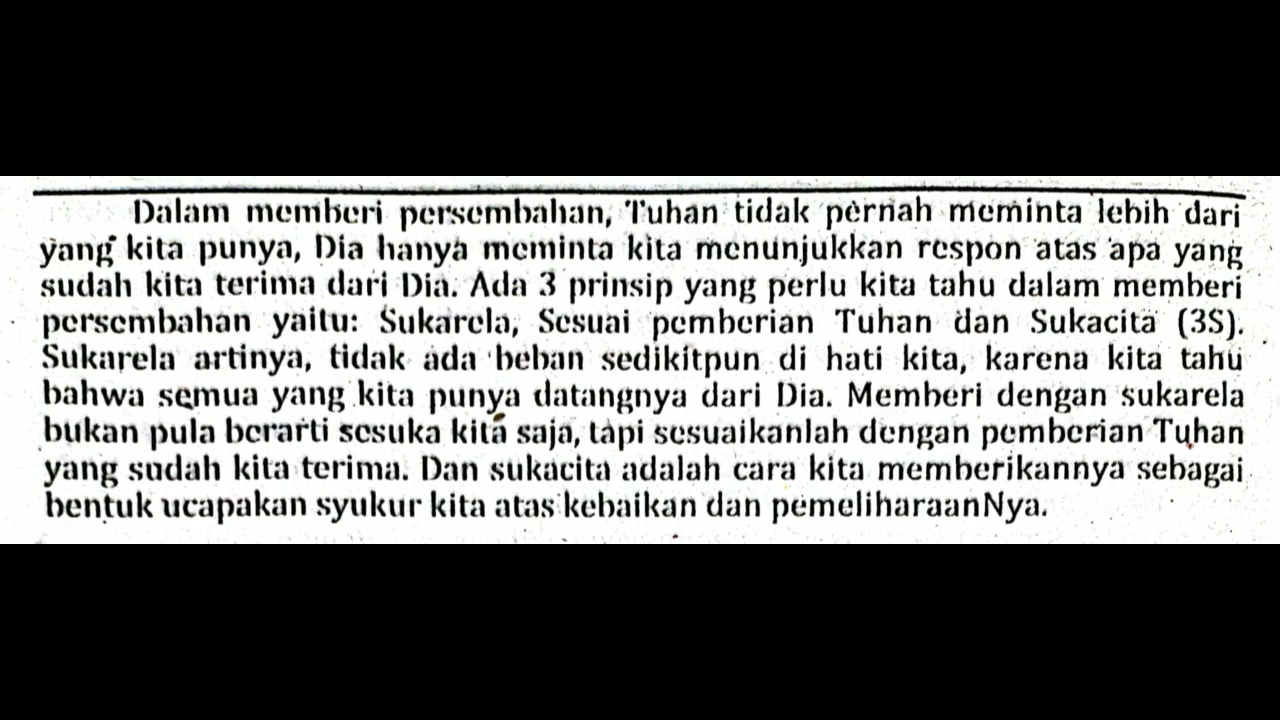 Dalam memberi persembahan, Tuhan tidak pernah meminta lebih dari
yang kita punya, Dia hanya meminta kita menunjukkan respon atas apa yang
sudah kita terima dari Dia. Ada 3 prinsip yang perlu kita tahu dalam memberi
persembahan yaitu: Sukarela, Sesuai pemberian Tuhan dan Sukacita (3S).
Sukarela artinya, tidak ada beban sedikitpun di hati kita, karena kita tahu
bahwa semua yang kita punya datangnya dari Dia. Memberi dengan sukarela
bukan pula berarti sesuka kita saja, tapi sesuaikanlah dengan pemberian Tuhan
yang sudah kita terima. Dan sukacita adalah cara kita memberikannya sebagai
bentuk ucapakan syukur kita atas kebaikan dan pemeliharaanNya.